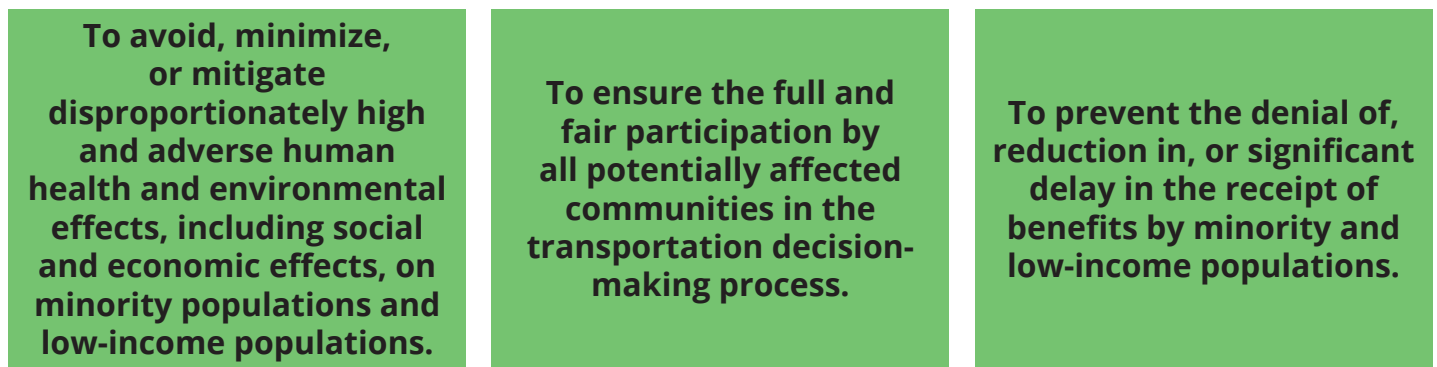 To avoid, minimize,
or mitigate
disproportionately high
and adverse human
health and environmental
effects, including social
and economic effects, on
minority populations and
low-income populations.
To ensure the full and
fair participation by
all potentially affected
communities in the
transportation decision-
making process.
To prevent the denial of,
reduction in, or significant
delay in the receipt of
benefits by minority and
low-income populations.